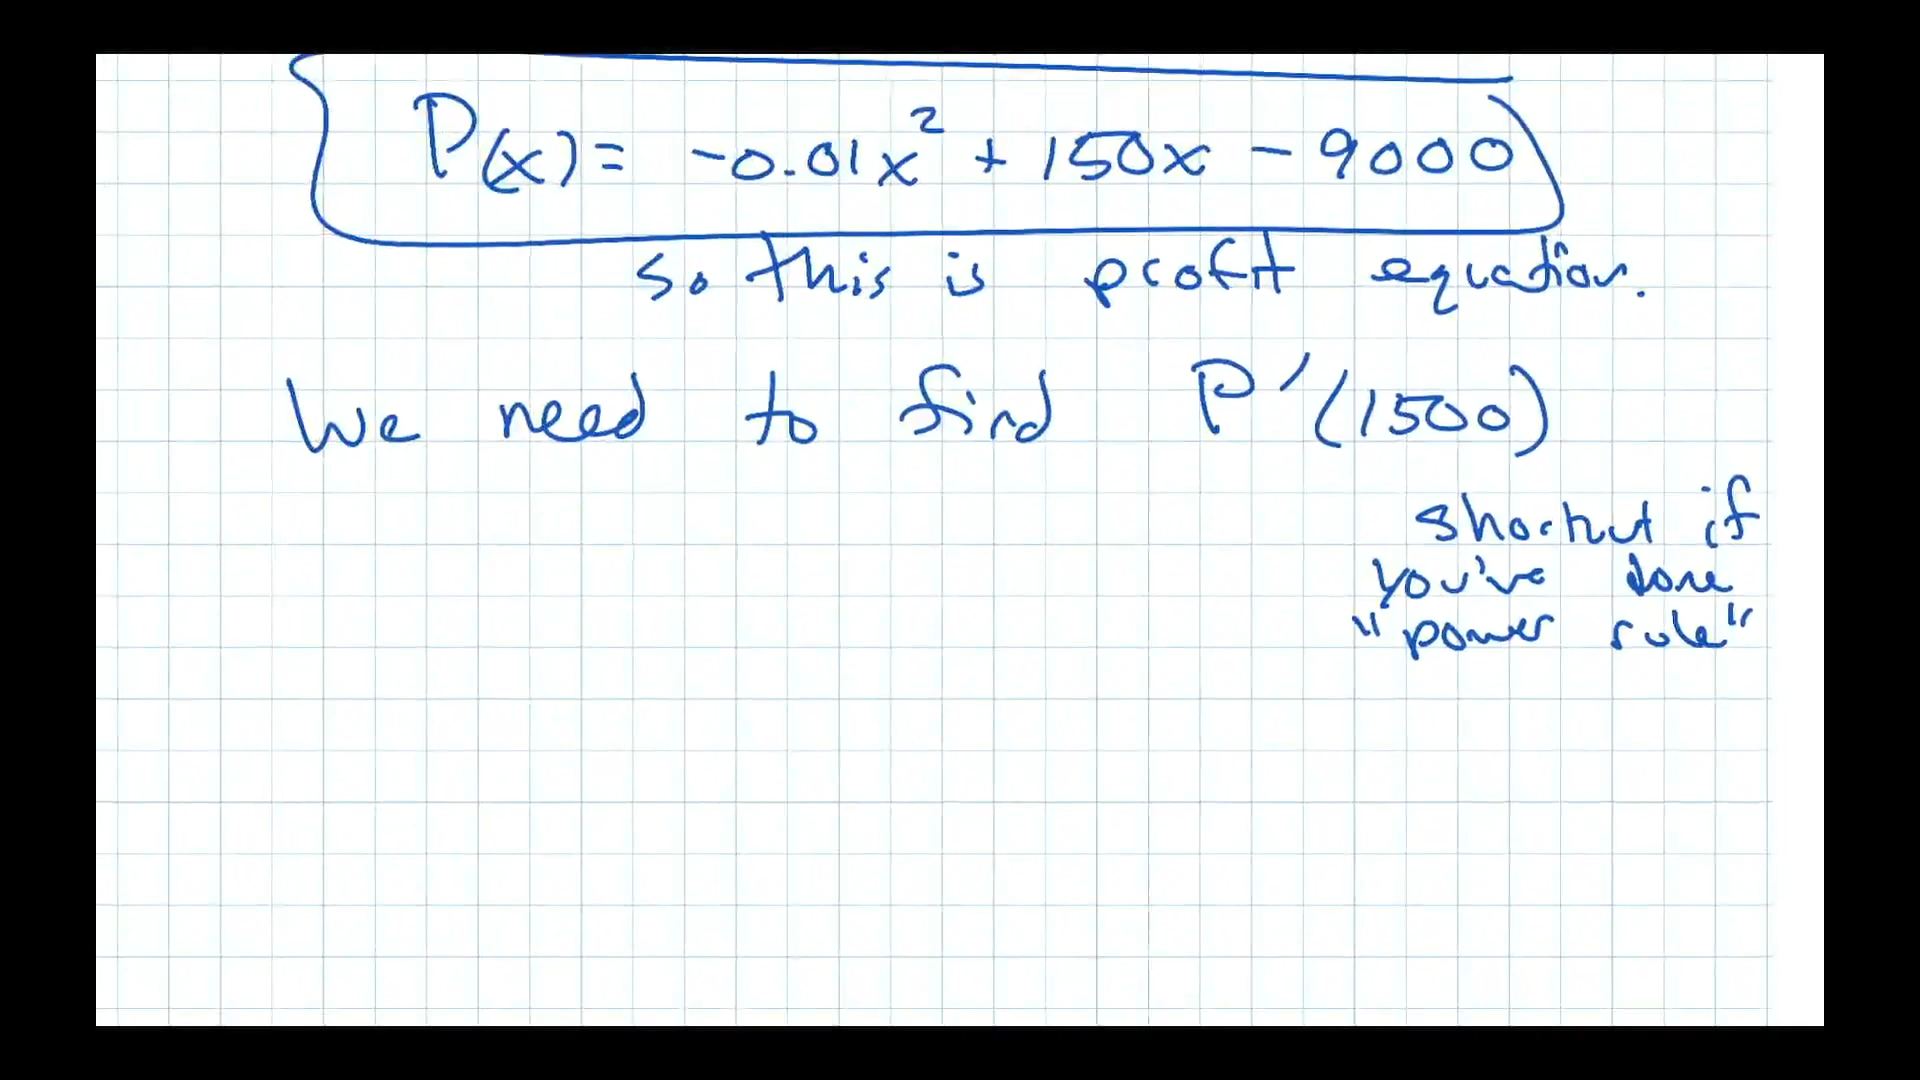 P(x) = -0.01x² + 150x - 9000
so this is profit equation.
We need to find P'(1500)
shortcut if
you've done
"power rule"